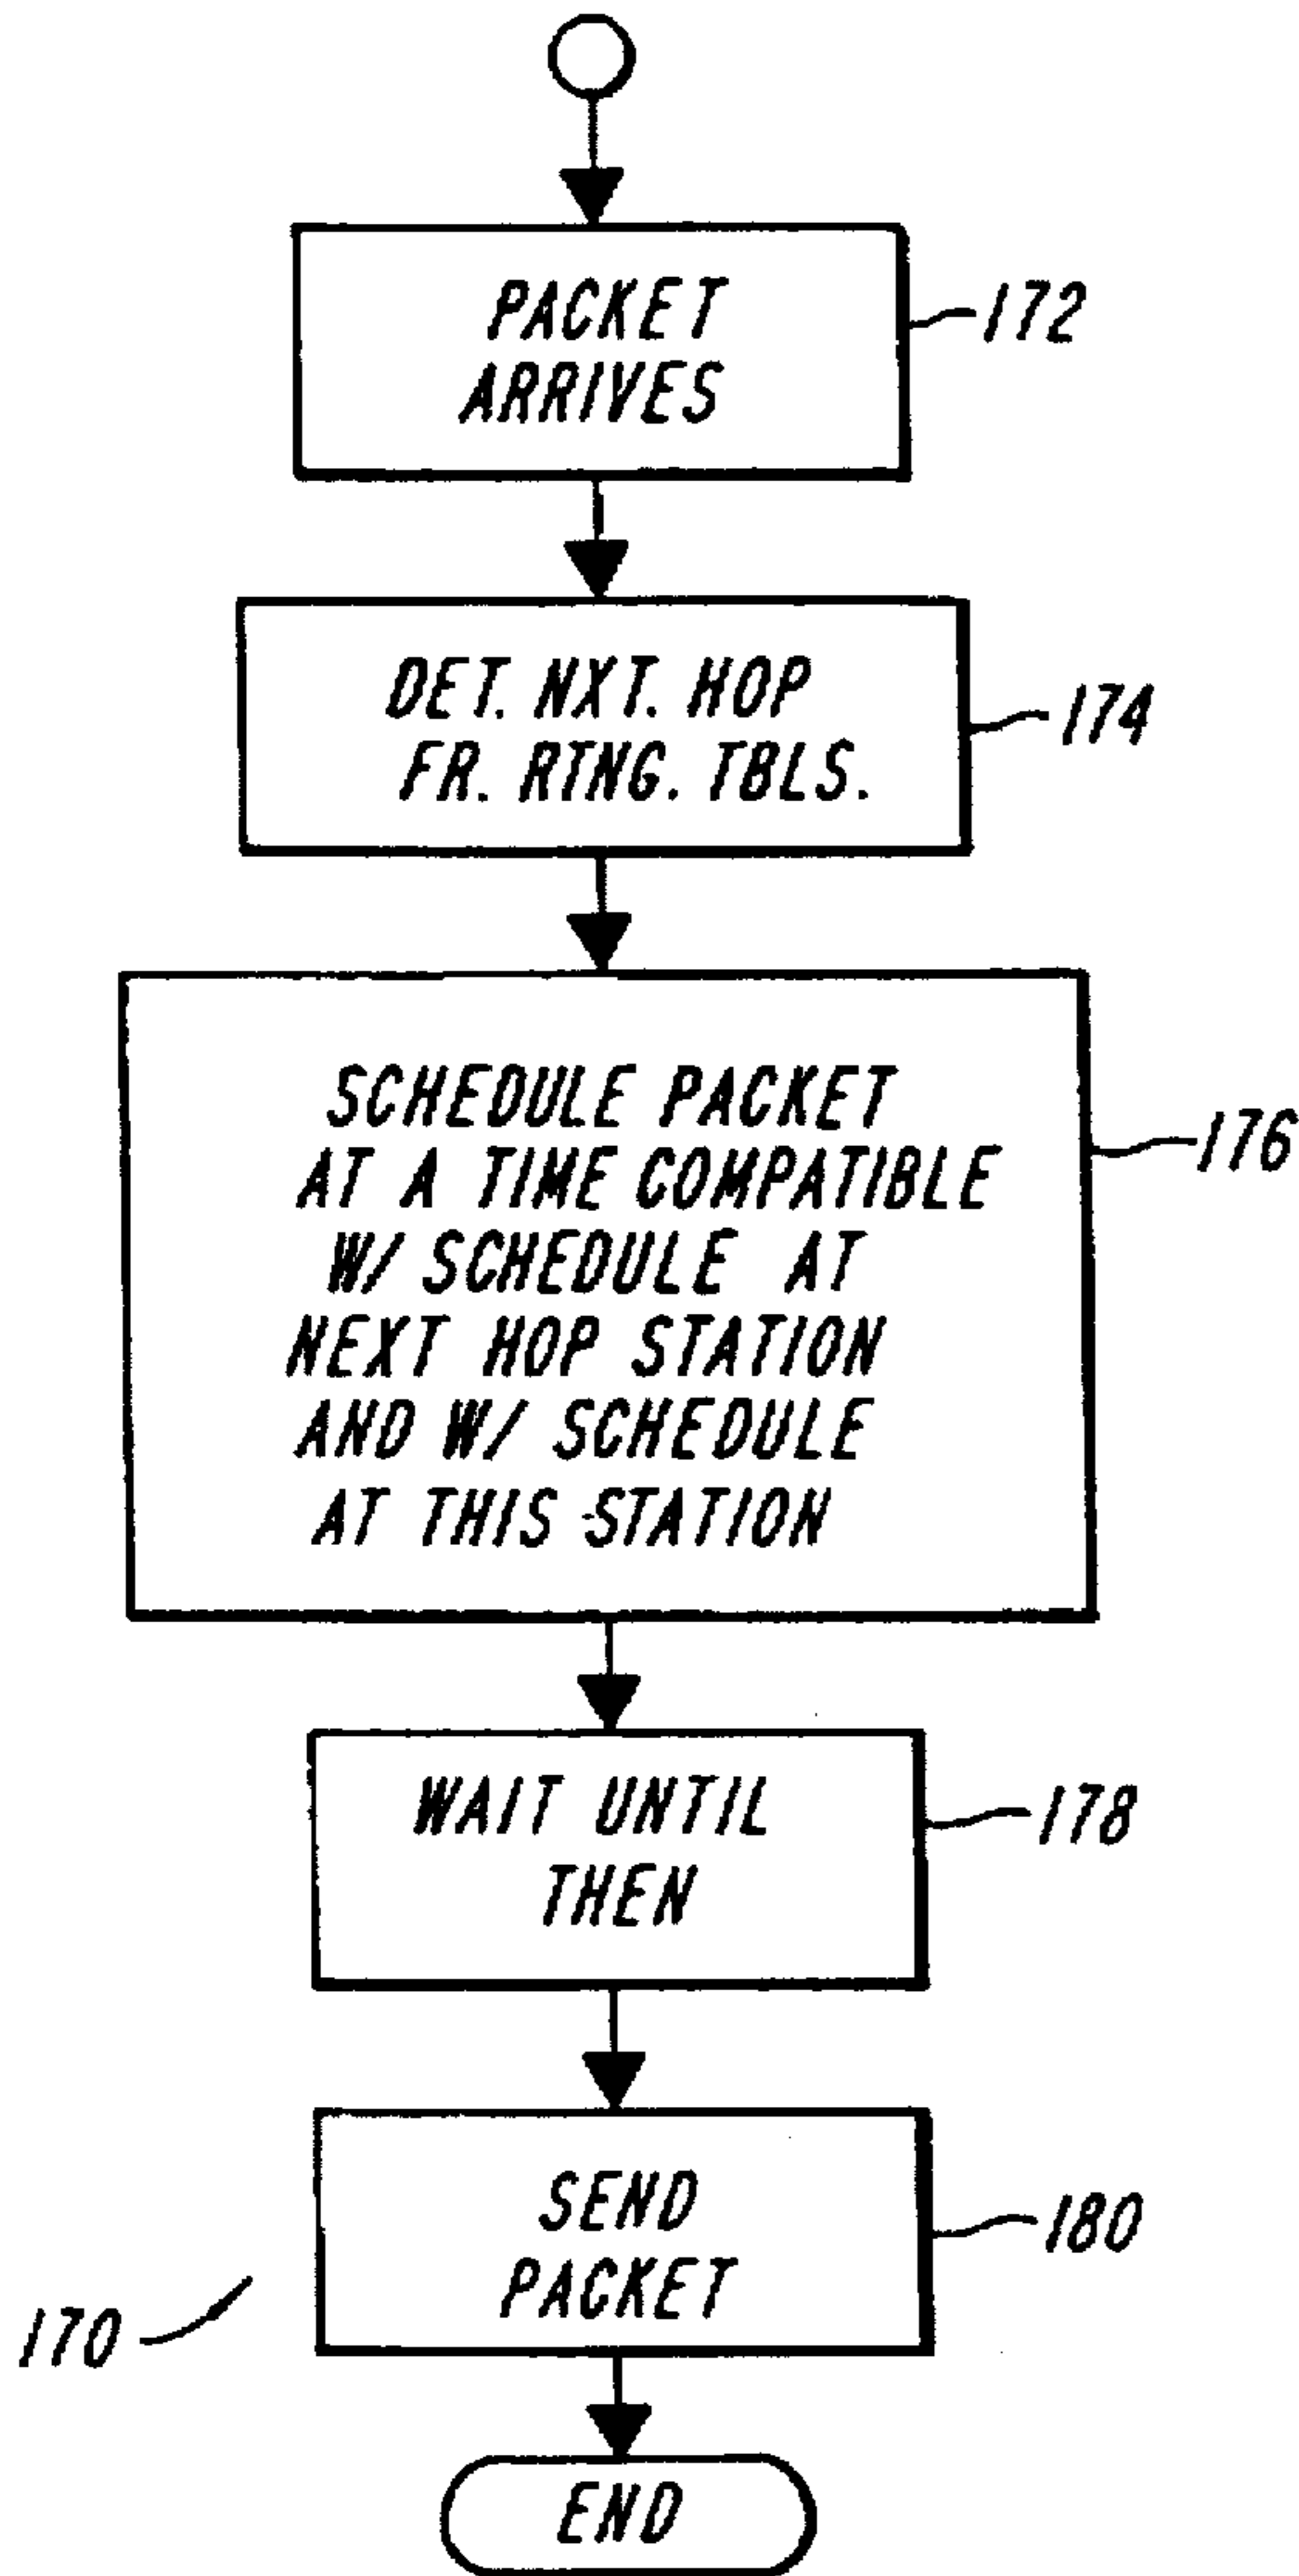 PACKET
ARRIVES
172
DET. NXT. HOP
FR. RTNG. TBLS.
174
SCHEDULE PACKET
AT A TIME COMPATIBLE
W/ SCHEDULE AT
NEXT HOP STATION
AND W/ SCHEDULE
AT THIS STATION
176
WAIT UNTIL
THEN
178
SEND
PACKET
180
170
END